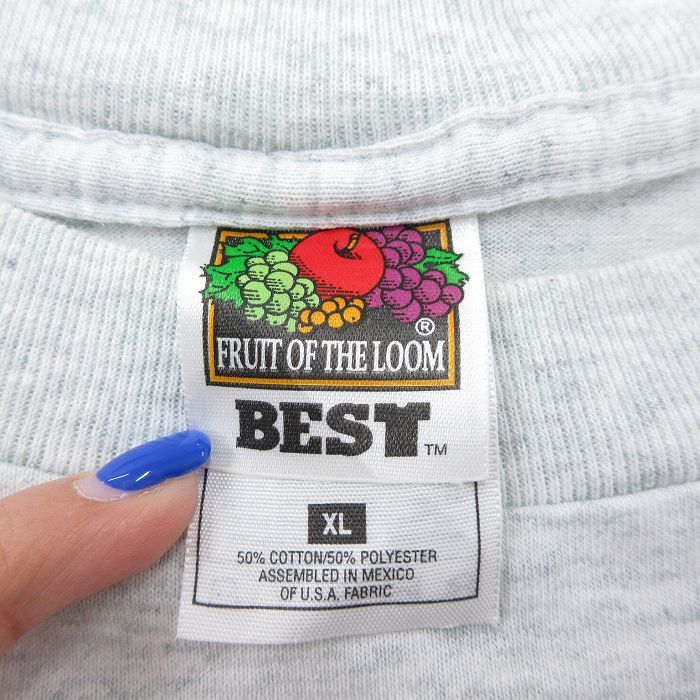 ®
FRUIT OF THE LOOM
BEST™
XL
50% COTTON/50% POLYESTER
ASSEMBLED IN MEXICO
OF U.S.A. FABRIC